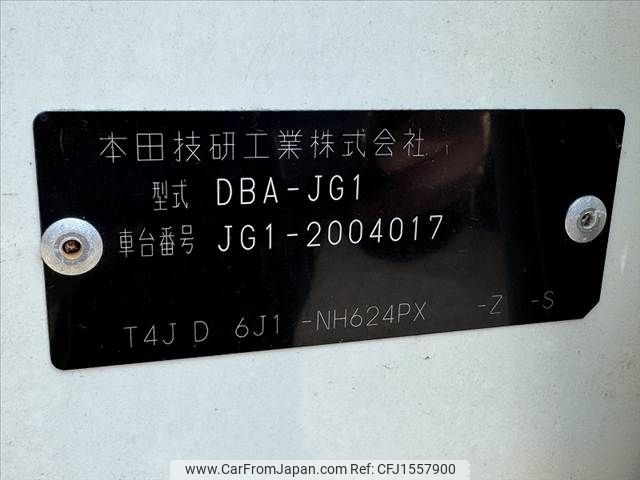 本田技研工業株式会社
型式 DBA-JG1
車台番号 JG1-2004017
T4J D 6J1 -NH624PX -Z -S
www.CarFromJapan.com | CFJ1557900